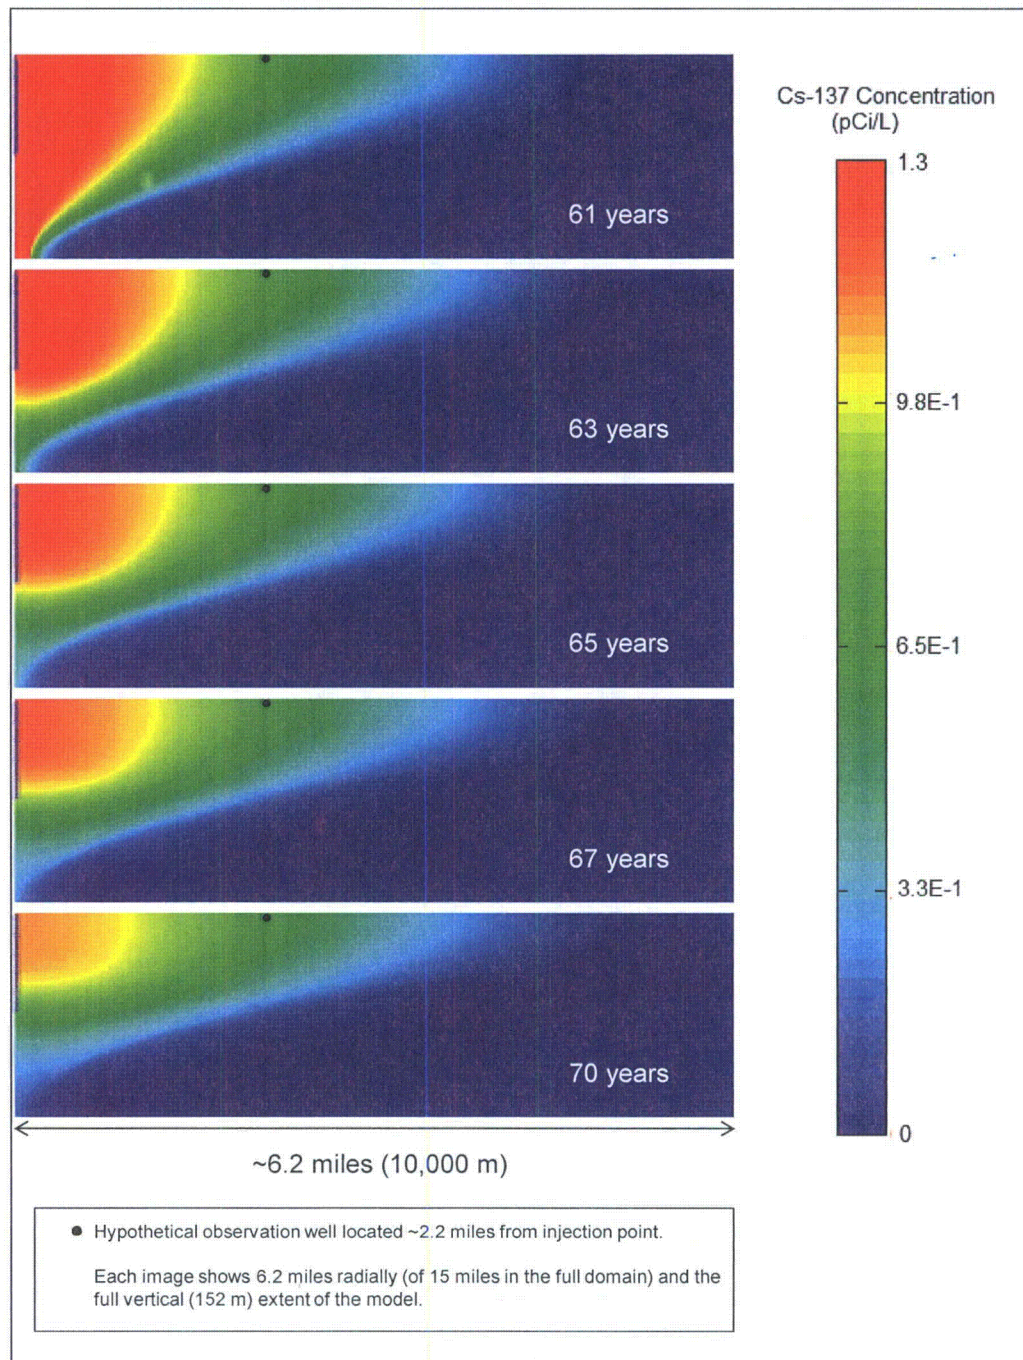 Cs-137 Concentration
(pCi/L)
1.3
9.8E-1
6.5E-1
3.3E-1
0
61 years
63 years
65 years
67 years
70 years
~6.2 miles (10,000 m)
Hypothetical observation well located ~2.2 miles from injection point.
Each image shows 6.2 miles radially (of 15 miles in the full domain) and the
full vertical (152 m) extent of the model.